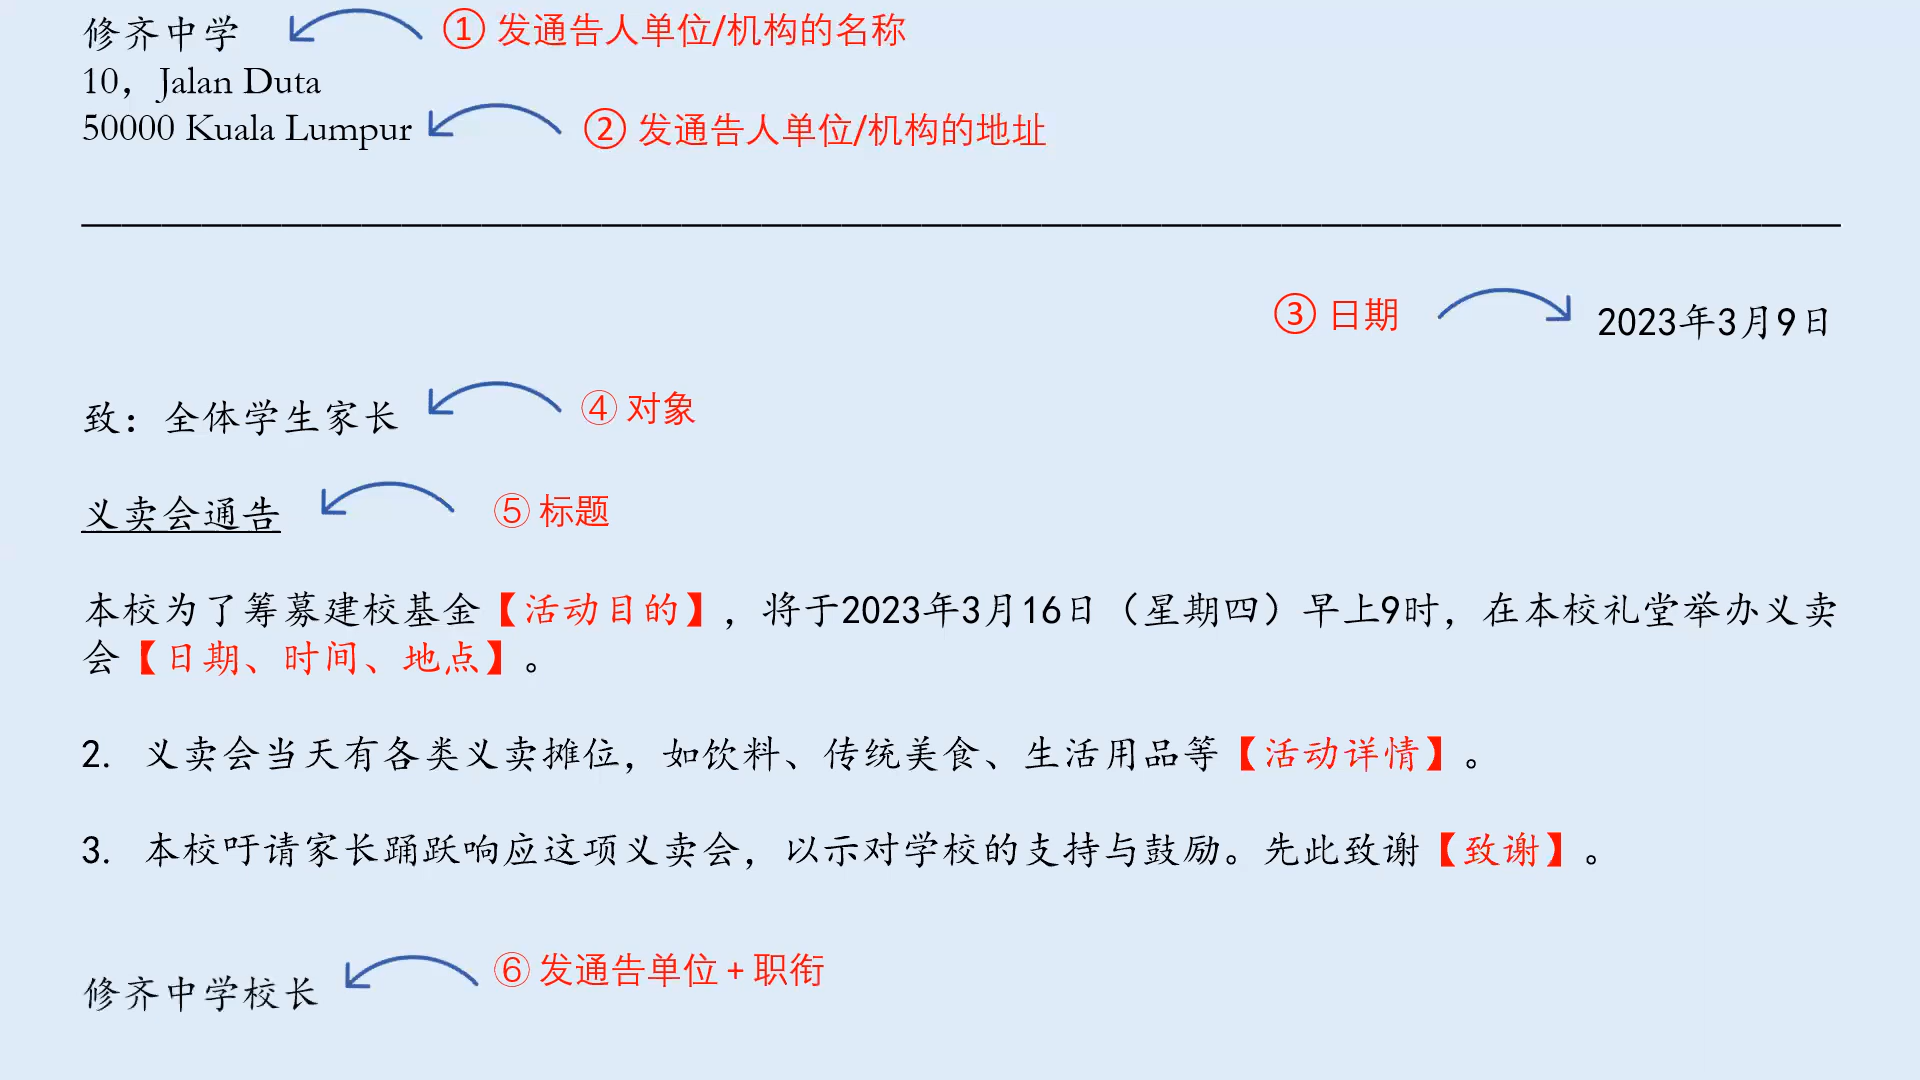 修齐中学 ① 发通告人单位/机构的名称
10，Jalan Duta
50000 Kuala Lumpur ② 发通告人单位/机构的地址
③ 日期 2023年3月9日
致：全体学生家长 ④ 对象
义卖会通告 ⑤ 标题
本校为了筹募建校基金【活动目的】，将于2023年3月16日（星期四）早上9时，在本校礼堂举办义卖
会【日期、时间、地点】。
2. 义卖会当天有各类义卖摊位，如饮料、传统美食、生活用品等【活动详情】。
3. 本校吁请家长踊跃响应这项义卖会，以示对学校的支持与鼓励。先此致谢【致谢】。
修齐中学校长 ⑥ 发通告单位 + 职衔